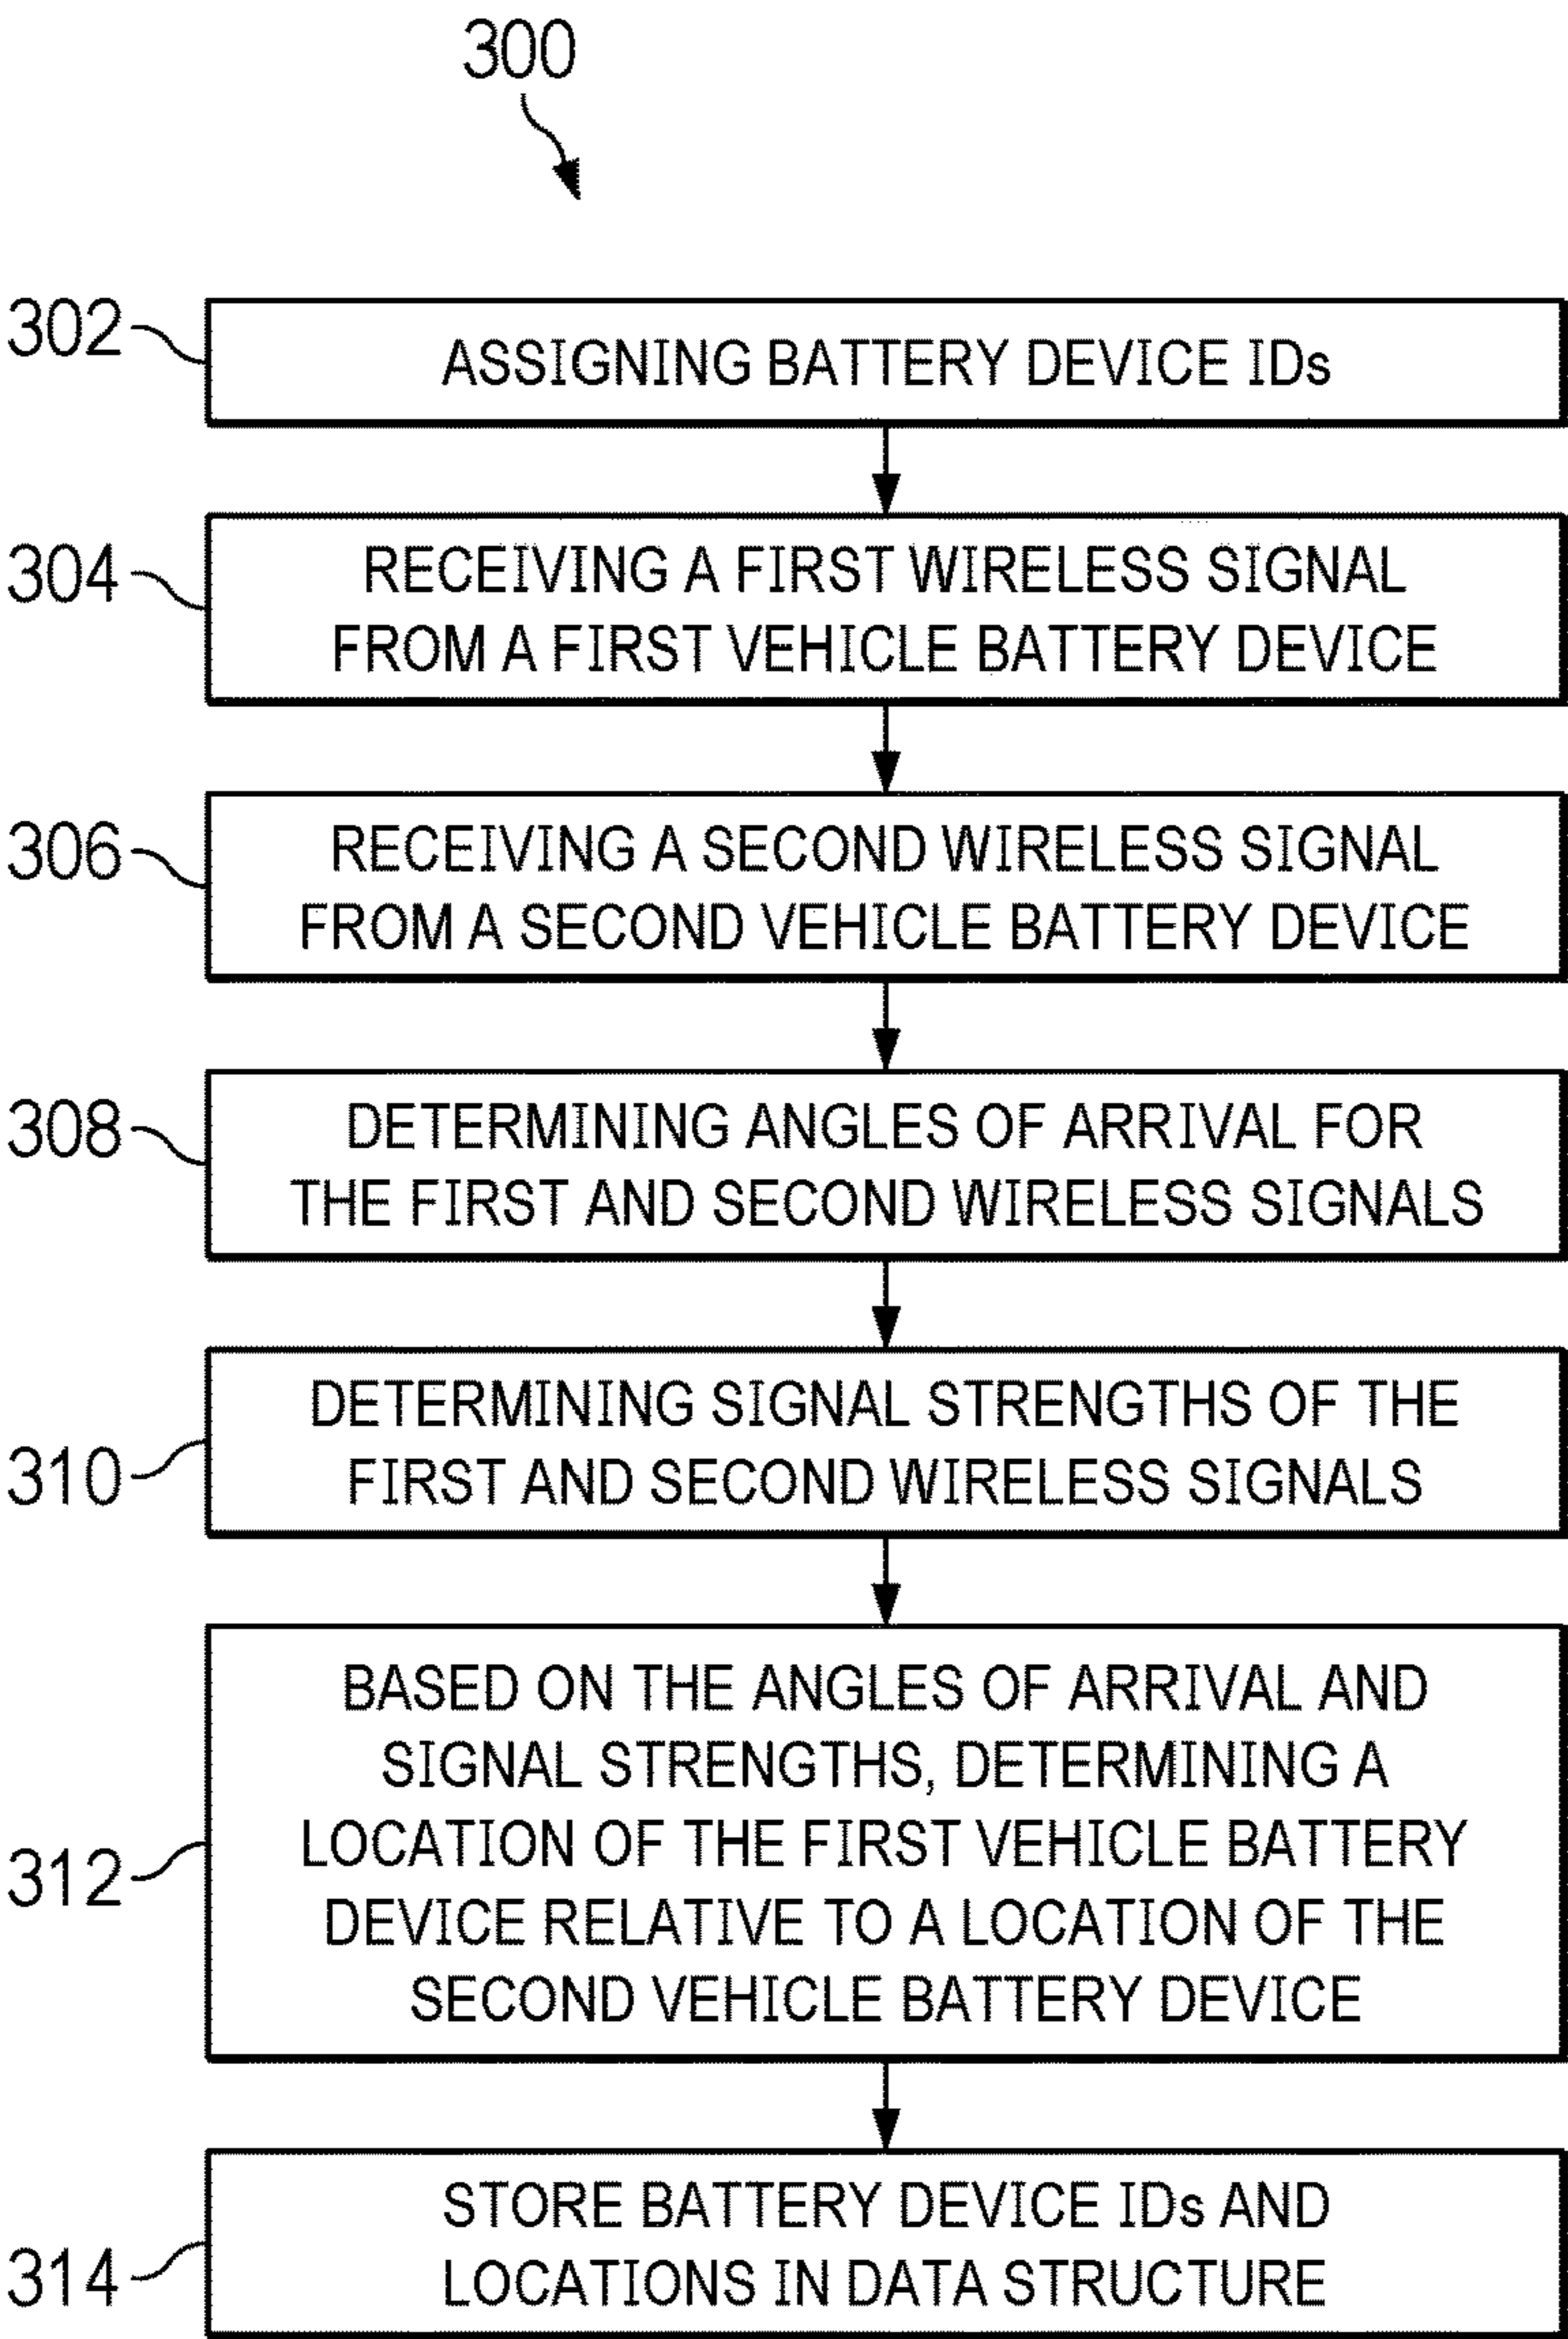 300
302
ASSIGNING BATTERY DEVICE IDs
304
RECEIVING A FIRST WIRELESS SIGNAL
FROM A FIRST VEHICLE BATTERY DEVICE
306
RECEIVING A SECOND WIRELESS SIGNAL
FROM A SECOND VEHICLE BATTERY DEVICE
308
DETERMINING ANGLES OF ARRIVAL FOR
THE FIRST AND SECOND WIRELESS SIGNALS
310
DETERMINING SIGNAL STRENGTHS OF THE
FIRST AND SECOND WIRELESS SIGNALS
312
BASED ON THE ANGLES OF ARRIVAL AND
SIGNAL STRENGTHS, DETERMINING A
LOCATION OF THE FIRST VEHICLE BATTERY
DEVICE RELATIVE TO A LOCATION OF THE
SECOND VEHICLE BATTERY DEVICE
314
STORE BATTERY DEVICE IDs AND
LOCATIONS IN DATA STRUCTURE